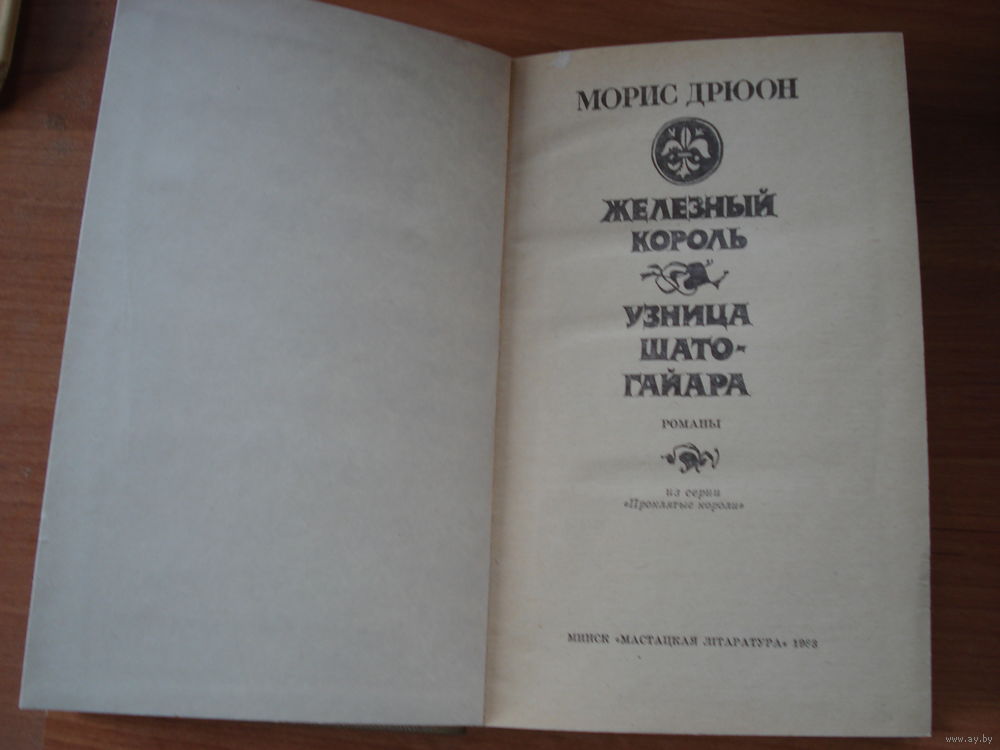 МОРИС ДРЮОН
ЖЕЛЕЗНЫЙ
КОРОЛЬ
УЗНИЦА
ШАТО-
ГАЙАРА
РОМАНЫ
из серии
«Проклятые короли»
МИНСК «МАСТАЦКАЯ ЛІТАРАТУРА» 1983
www.ay.by